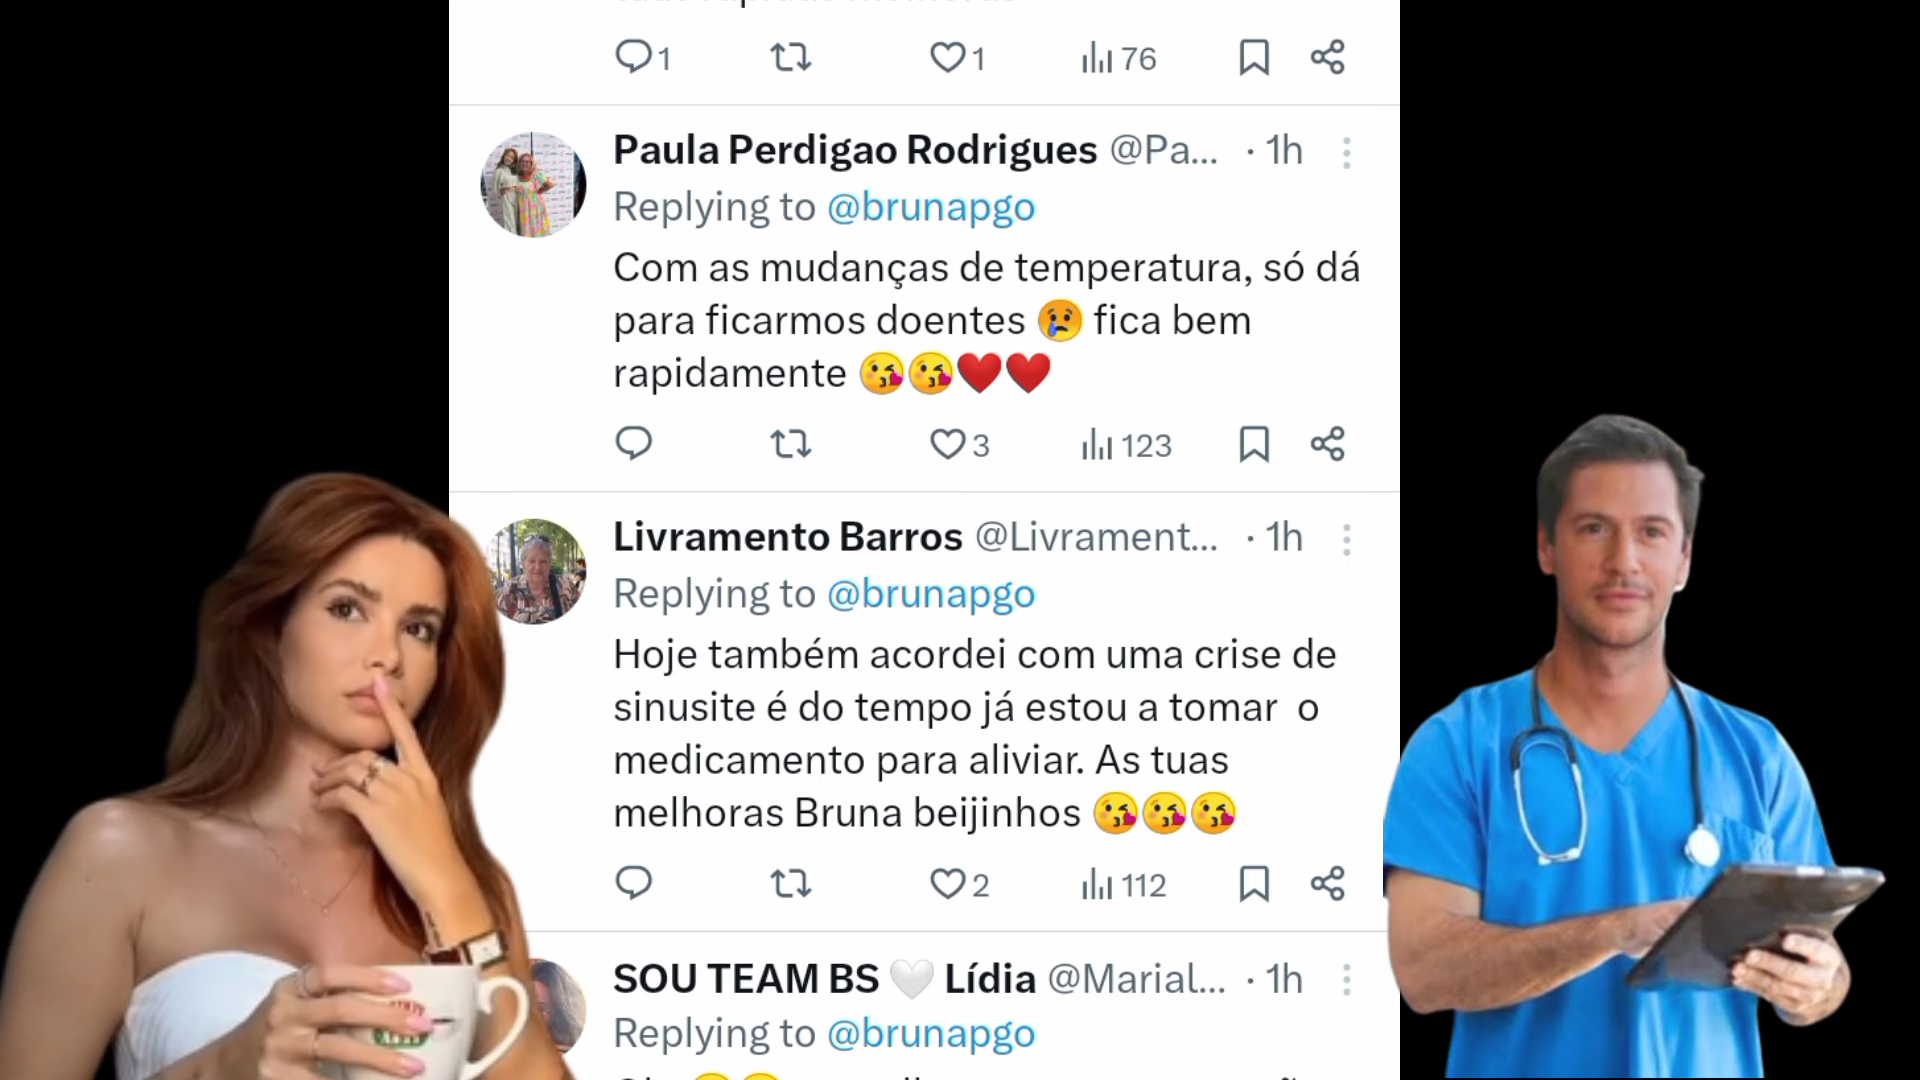 1 1 76
Paula Perdigao Rodrigues @Pa... · 1h
Replying to @brunapgo
Com as mudanças de temperatura, só dá
para ficarmos doentes 😢 fica bem
rapidamente 😘😘❤️❤️
3 123
Livramento Barros @Livrament... · 1h
Replying to @brunapgo
Hoje também acordei com uma crise de
sinusite é do tempo já estou a tomar  o
medicamento para aliviar. As tuas
melhoras Bruna beijinhos 😘😘😘
2 112
SOU TEAM BS 🤍 Lídia @Marial... · 1h
Replying to @brunapgo